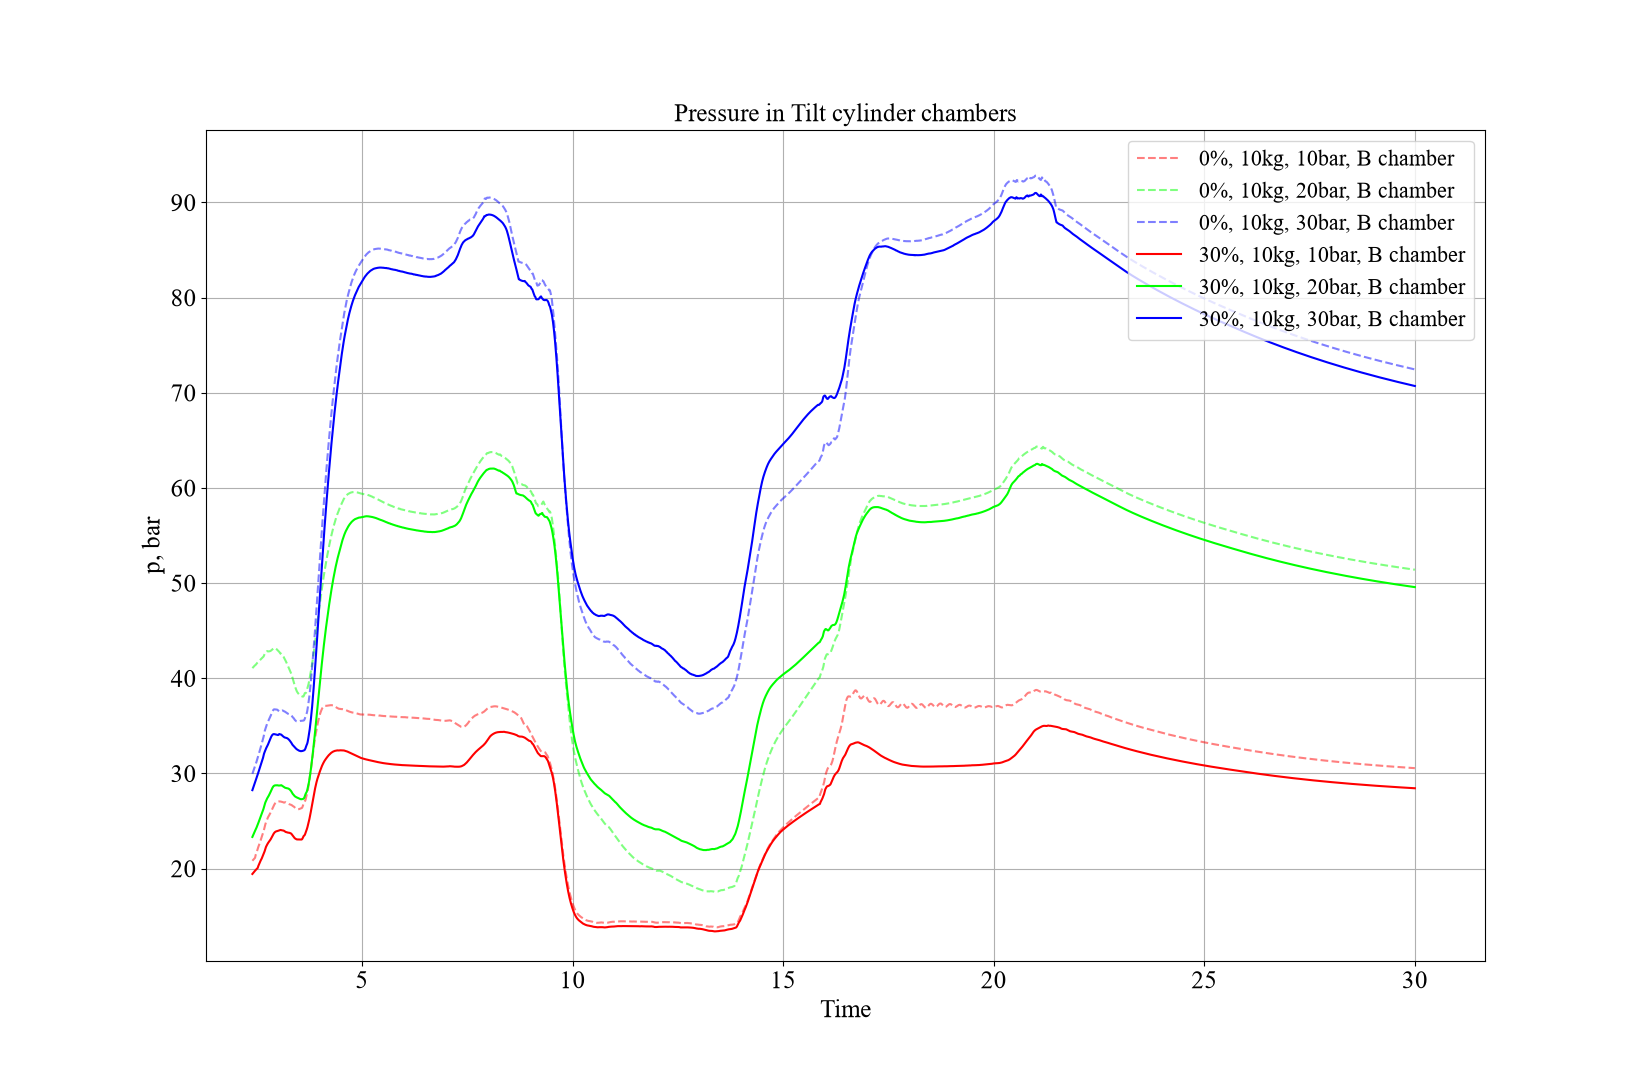 Pressure in Tilt cylinder chambers
0%, 10kg, 10bar, B chamber
0%, 10kg, 20bar, B chamber
0%, 10kg, 30bar, B chamber
30%, 10kg, 10bar, B chamber
30%, 10kg, 20bar, B chamber
30%, 10kg, 30bar, B chamber
90
80
70
60
50
40
30
20
p, bar
5 10 15 20 25 30
Time